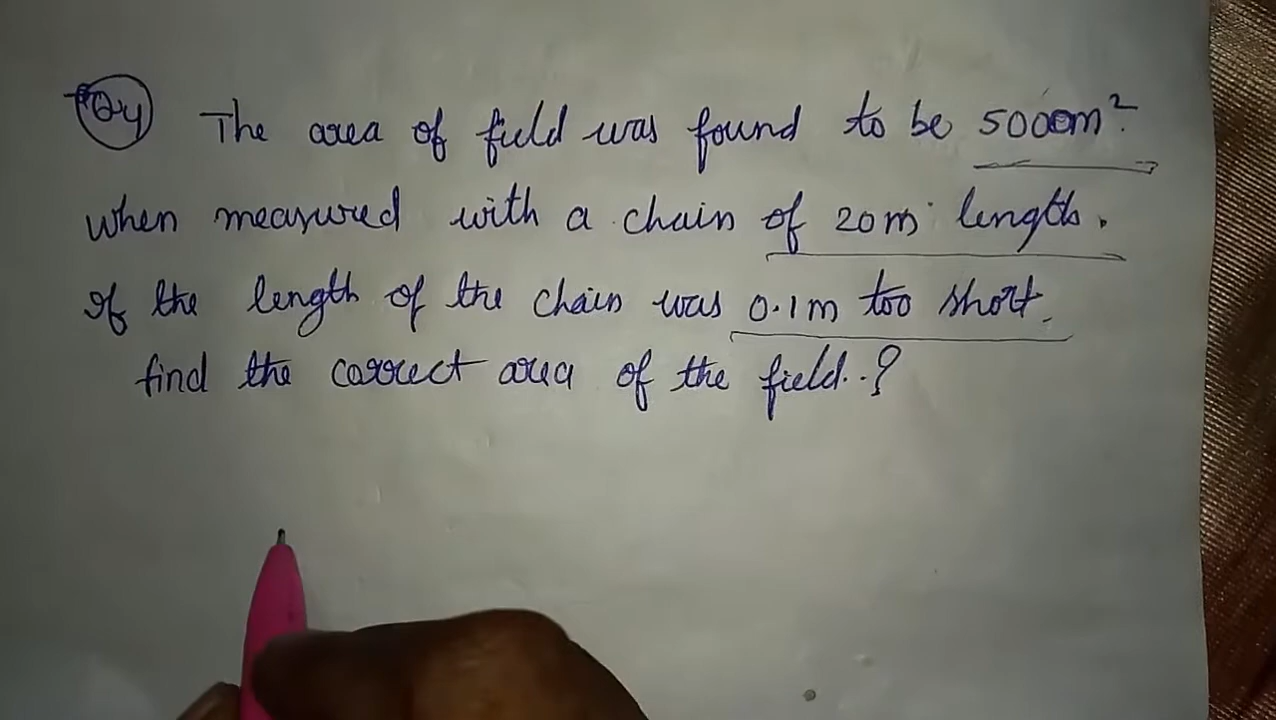 Q4 The area of field was found to be 5000m².
when measured with a chain of 20m length.
If the length of the chain was 0.1m too short.
find the correct area of the field..?